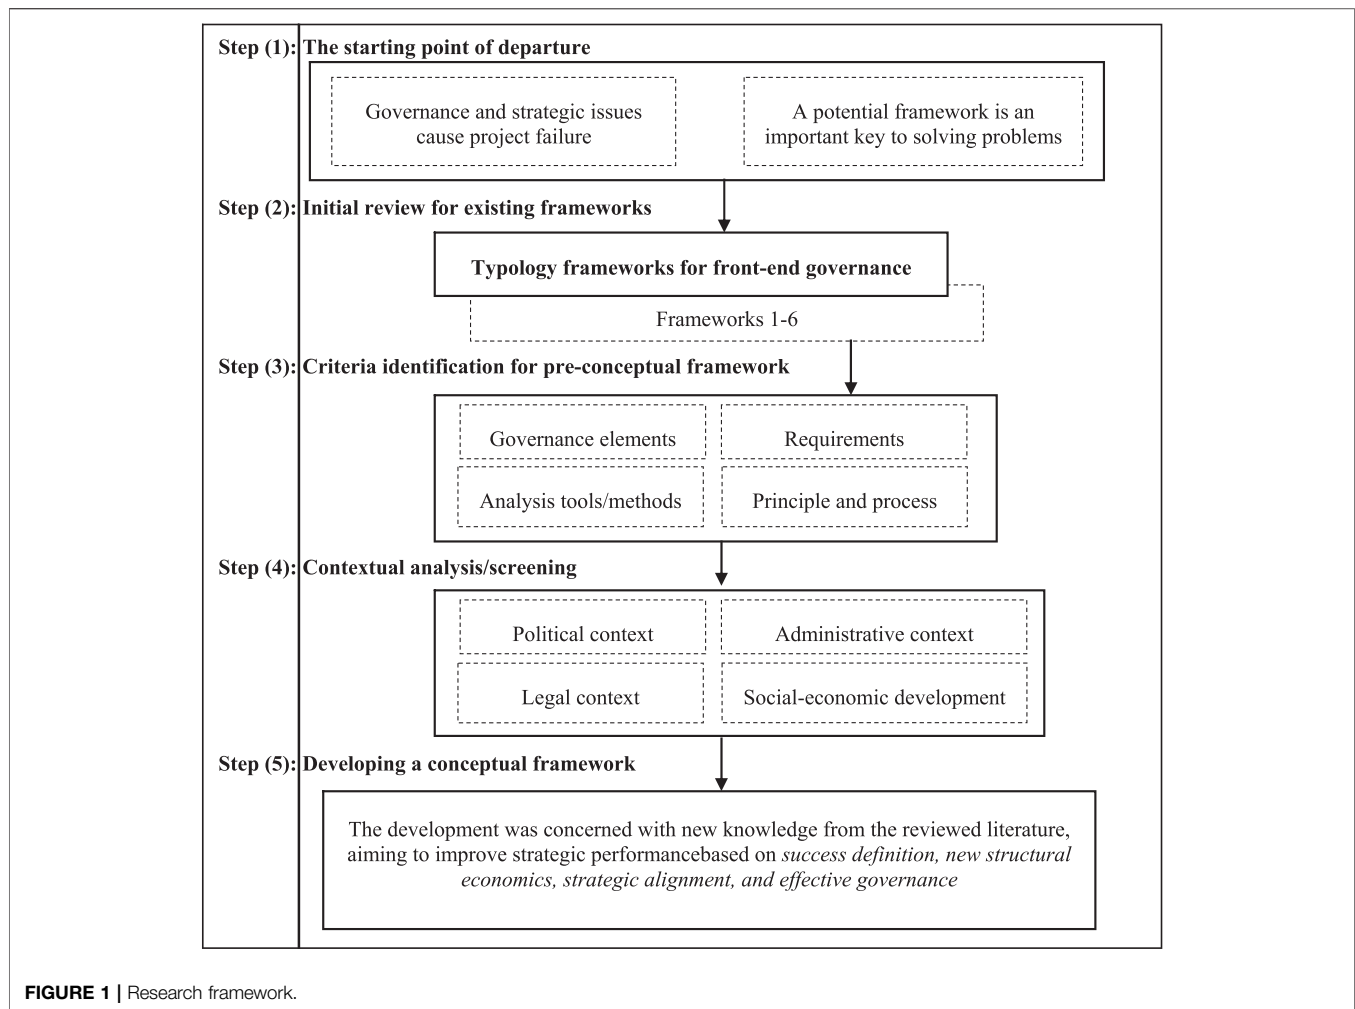 Step (1): The starting point of departure
Governance and strategic issues
cause project failure
A potential framework is an
important key to solving problems
Step (2): Initial review for existing frameworks
Typology frameworks for front-end governance
Frameworks 1-6
Step (3): Criteria identification for pre-conceptual framework
Governance elements
Requirements
Analysis tools/methods
Principle and process
Step (4): Contextual analysis/screening
Political context
Administrative context
Legal context
Social-economic development
Step (5): Developing a conceptual framework
The development was concerned with new knowledge from the reviewed literature,
aiming to improve strategic performancebased on success definition, new structural
economics, strategic alignment, and effective governance
FIGURE 1 | Research framework.